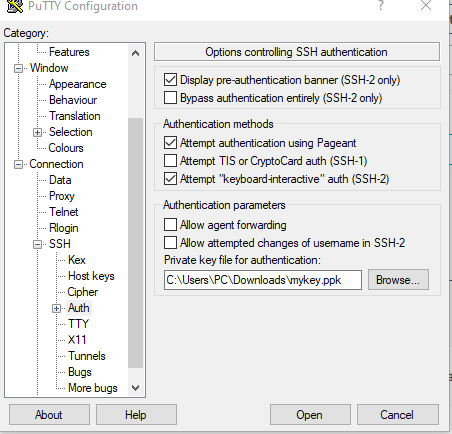 PuTTY Configuration
Category:
Features
Window
Appearance
Behaviour
Translation
Selection
Colours
Connection
Data
Proxy
Telnet
Rlogin
SSH
Kex
Host keys
Cipher
Auth
TTY
X11
Tunnels
Bugs
More bugs
Options controlling SSH authentication
Display pre-authentication banner (SSH-2 only)
Bypass authentication entirely (SSH-2 only)
Authentication methods
Attempt authentication using Pageant
Attempt TIS or CryptoCard auth (SSH-1)
Attempt "keyboard-interactive" auth (SSH-2)
Authentication parameters
Allow agent forwarding
Allow attempted changes of username in SSH-2
Private key file for authentication:
C:\Users\PC\Downloads\mykey.ppk
Browse...
About
Help
Open
Cancel